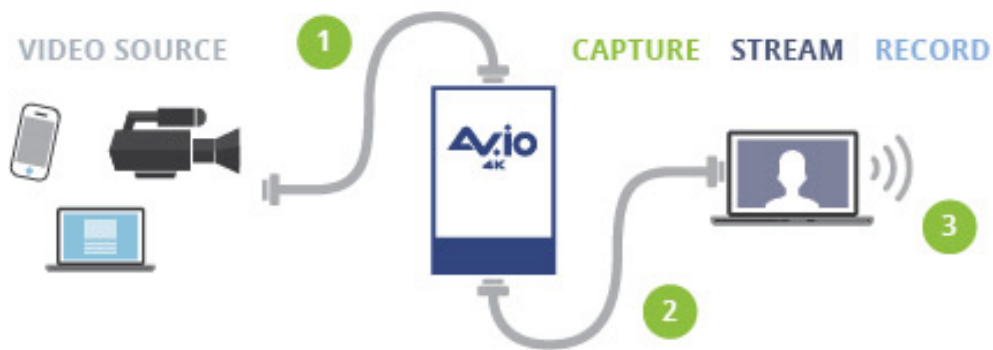 VIDEO SOURCE
1
CAPTURE STREAM RECORD
AV.io
4K
3
2